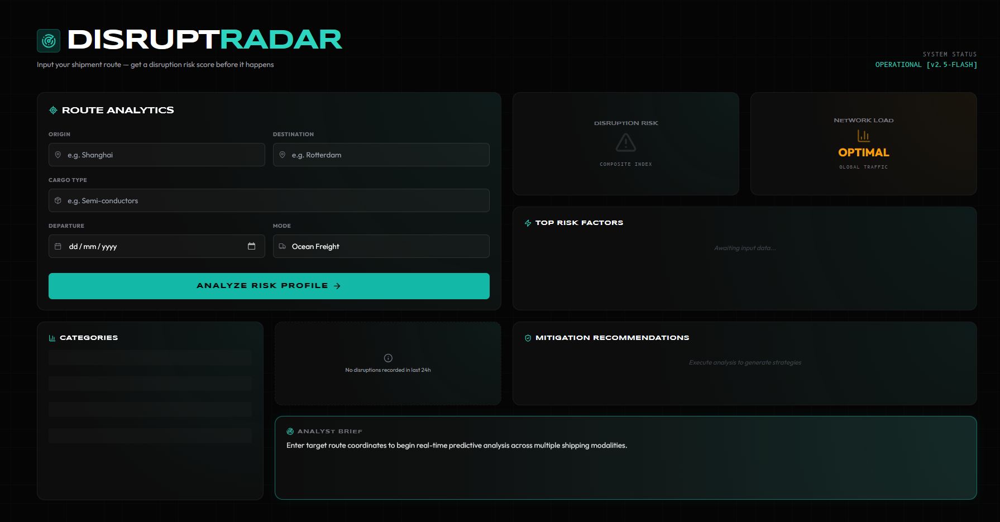 DISRUPTRADAR
Input your shipment route — get a disruption risk score before it happens
SYSTEM STATUS
OPERATIONAL [v2.5-FLASH]
ROUTE ANALYTICS
ORIGIN
e.g. Shanghai
DESTINATION
e.g. Rotterdam
CARGO TYPE
e.g. Semi-conductors
DEPARTURE
dd / mm / yyyy
MODE
Ocean Freight
ANALYZE RISK PROFILE →
DISRUPTION RISK
COMPOSITE INDEX
NETWORK LOAD
OPTIMAL
GLOBAL TRAFFIC
TOP RISK FACTORS
Awaiting input data...
CATEGORIES
No disruptions recorded in last 24h
MITIGATION RECOMMENDATIONS
Execute analysis to generate strategies
ANALYST BRIEF
Enter target route coordinates to begin real-time predictive analysis across multiple shipping modalities.